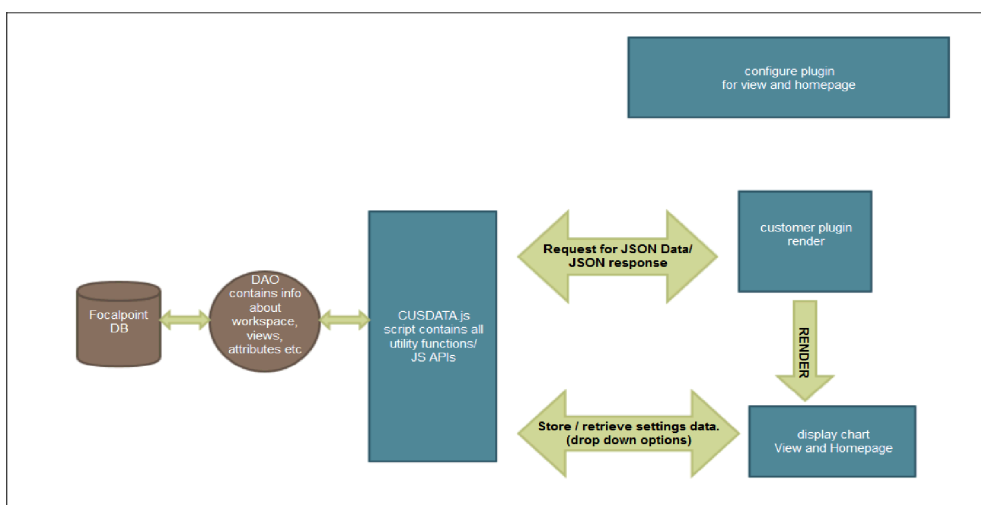 configure plugin
for view and homepage
customer plugin
render
Request for JSON Data/
JSON response
DAO
contains info
about
workspace,
views,
attributes etc
Focalpoint
DB
CUSDATA.js
script contains all
utility functions/
JS APIs
RENDER
Store / retrieve settings data.
(drop down options)
display chart
View and Homepage